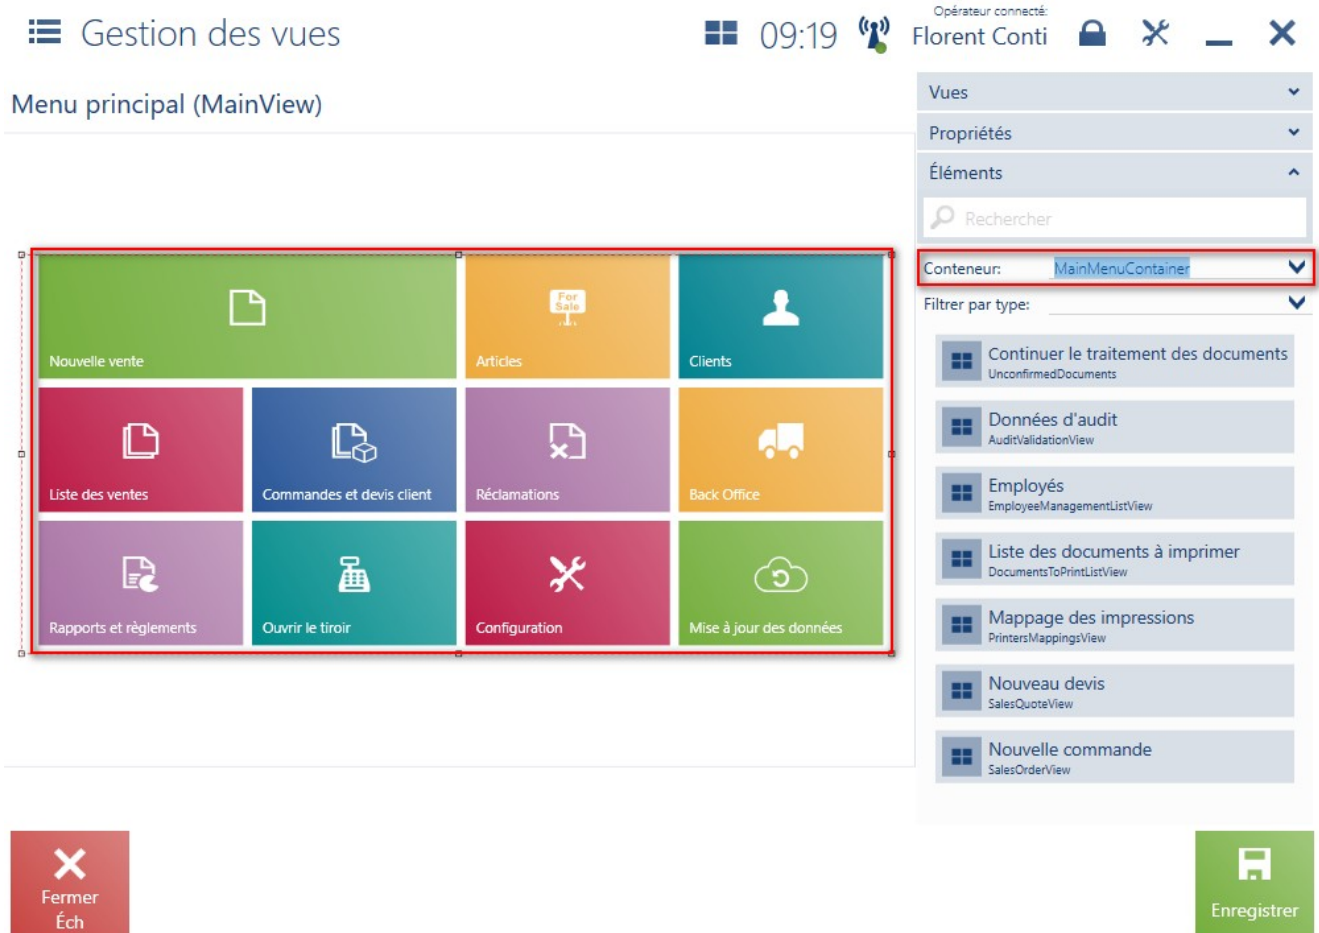 Gestion des vues
09:19
Opérateur connecté:
Florent Conti
Menu principal (MainView)
Vues
Propriétés
Éléments
Rechercher
Conteneur: MainMenuContainer
Filtrer par type:
Nouvelle vente
For
Sale
Articles
Clients
Liste des ventes
Commandes et devis client
Réclamations
Back Office
Rapports et règlements
Ouvrir le tiroir
Configuration
Mise à jour des données
Continuer le traitement des documents
UnconfirmedDocuments
Données d'audit
AuditValidationView
Employés
EmployeeManagementListView
Liste des documents à imprimer
DocumentsToPrintListView
Mappage des impressions
PrintersMappingsView
Nouveau devis
SalesQuoteView
Nouvelle commande
SalesOrderView
Fermer
Éch
Enregistrer